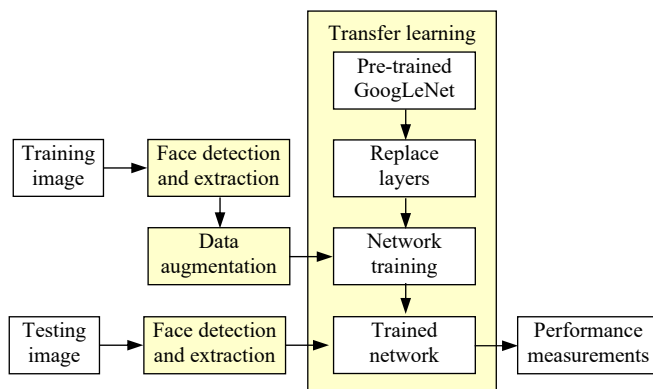 Transfer learning
Pre-trained
GoogLeNet
Training
image
Face detection
and extraction
Replace
layers
Data
augmentation
Network
training
Testing
image
Face detection
and extraction
Trained
network
Performance
measurements